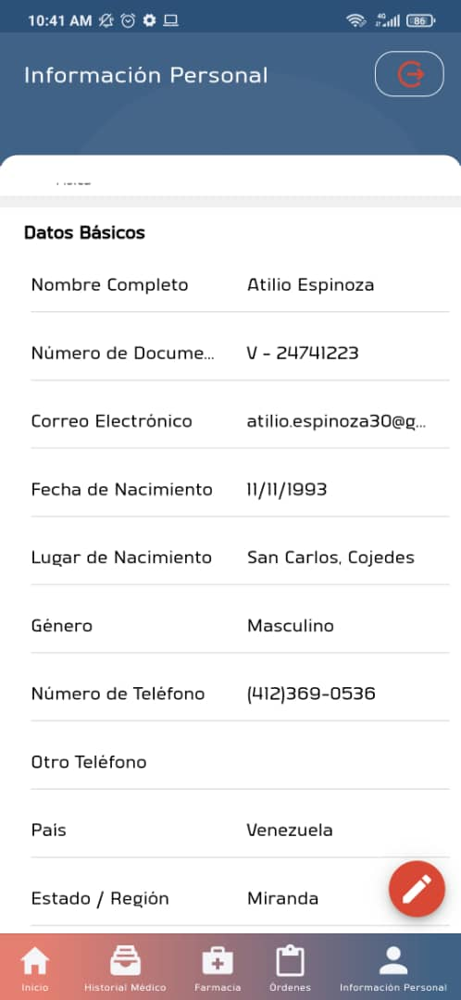 10:41 AM
4G
86
Información Personal
Datos Básicos
Nombre Completo Atilio Espinoza
Número de Docume... V - 24741223
Correo Electrónico atilio.espinoza30@g...
Fecha de Nacimiento 11/11/1993
Lugar de Nacimiento San Carlos, Cojedes
Género Masculino
Número de Teléfono (412)369-0536
Otro Teléfono
País Venezuela
Estado / Región Miranda
Inicio Historial Médico Farmacia Órdenes Información Personal